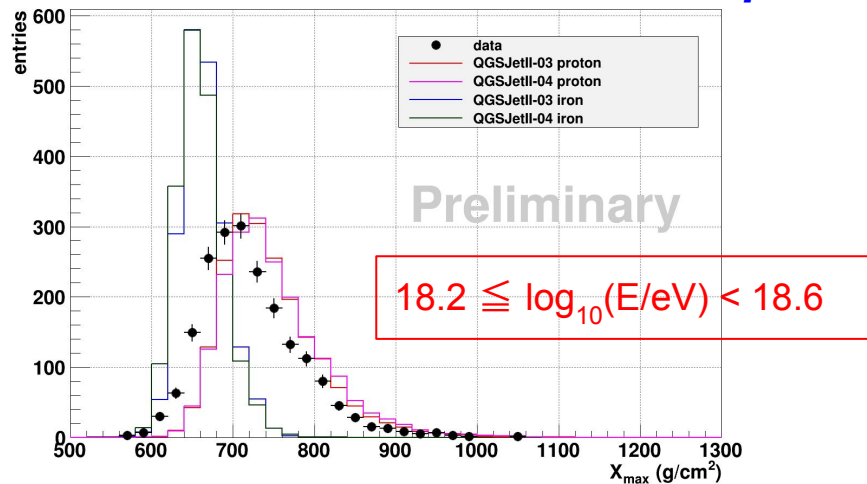 entries
600
500
400
300
200
100
0
500 600 700 800 900 1000 1100 1200 1300
X_max (g/cm²)
data
QGSJetII-03 proton
QGSJetII-04 proton
QGSJetII-03 iron
QGSJetII-04 iron
Preliminary
18.2 ≦ log₁₀(E/eV) < 18.6